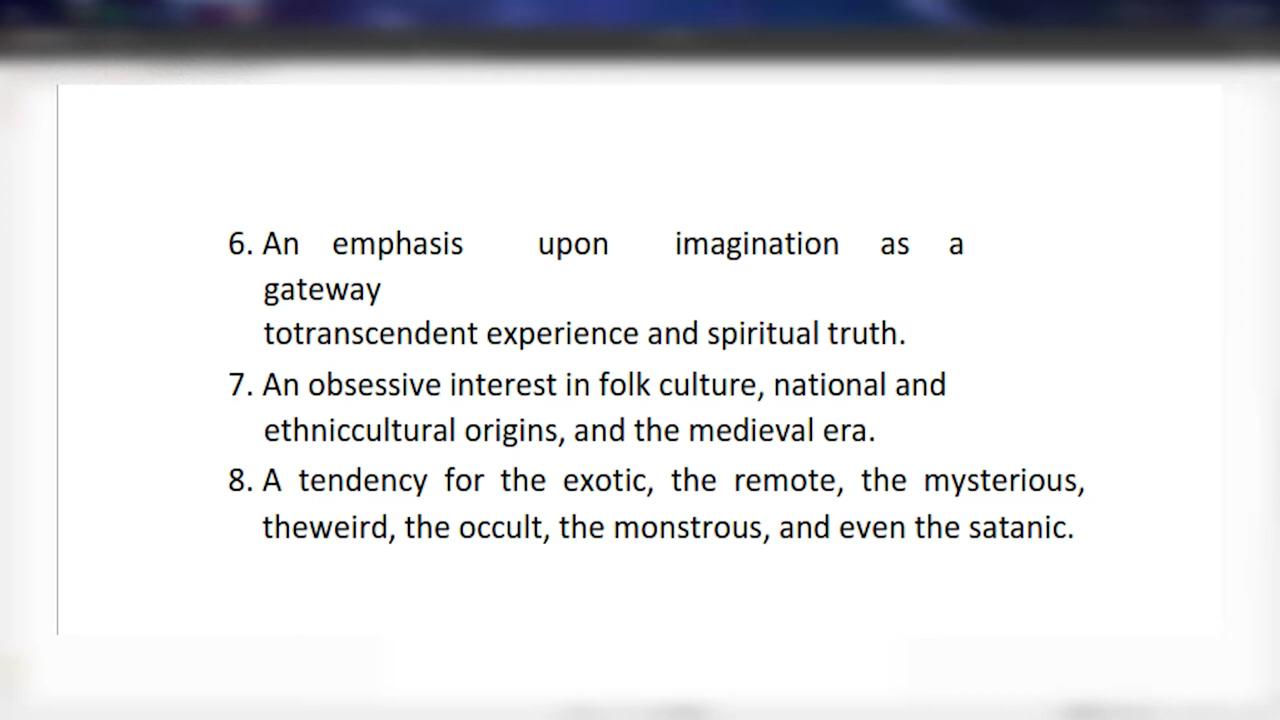 6. An emphasis upon imagination as a
gateway
totranscendent experience and spiritual truth.
7. An obsessive interest in folk culture, national and
ethniccultural origins, and the medieval era.
8. A tendency for the exotic, the remote, the mysterious,
theweird, the occult, the monstrous, and even the satanic.